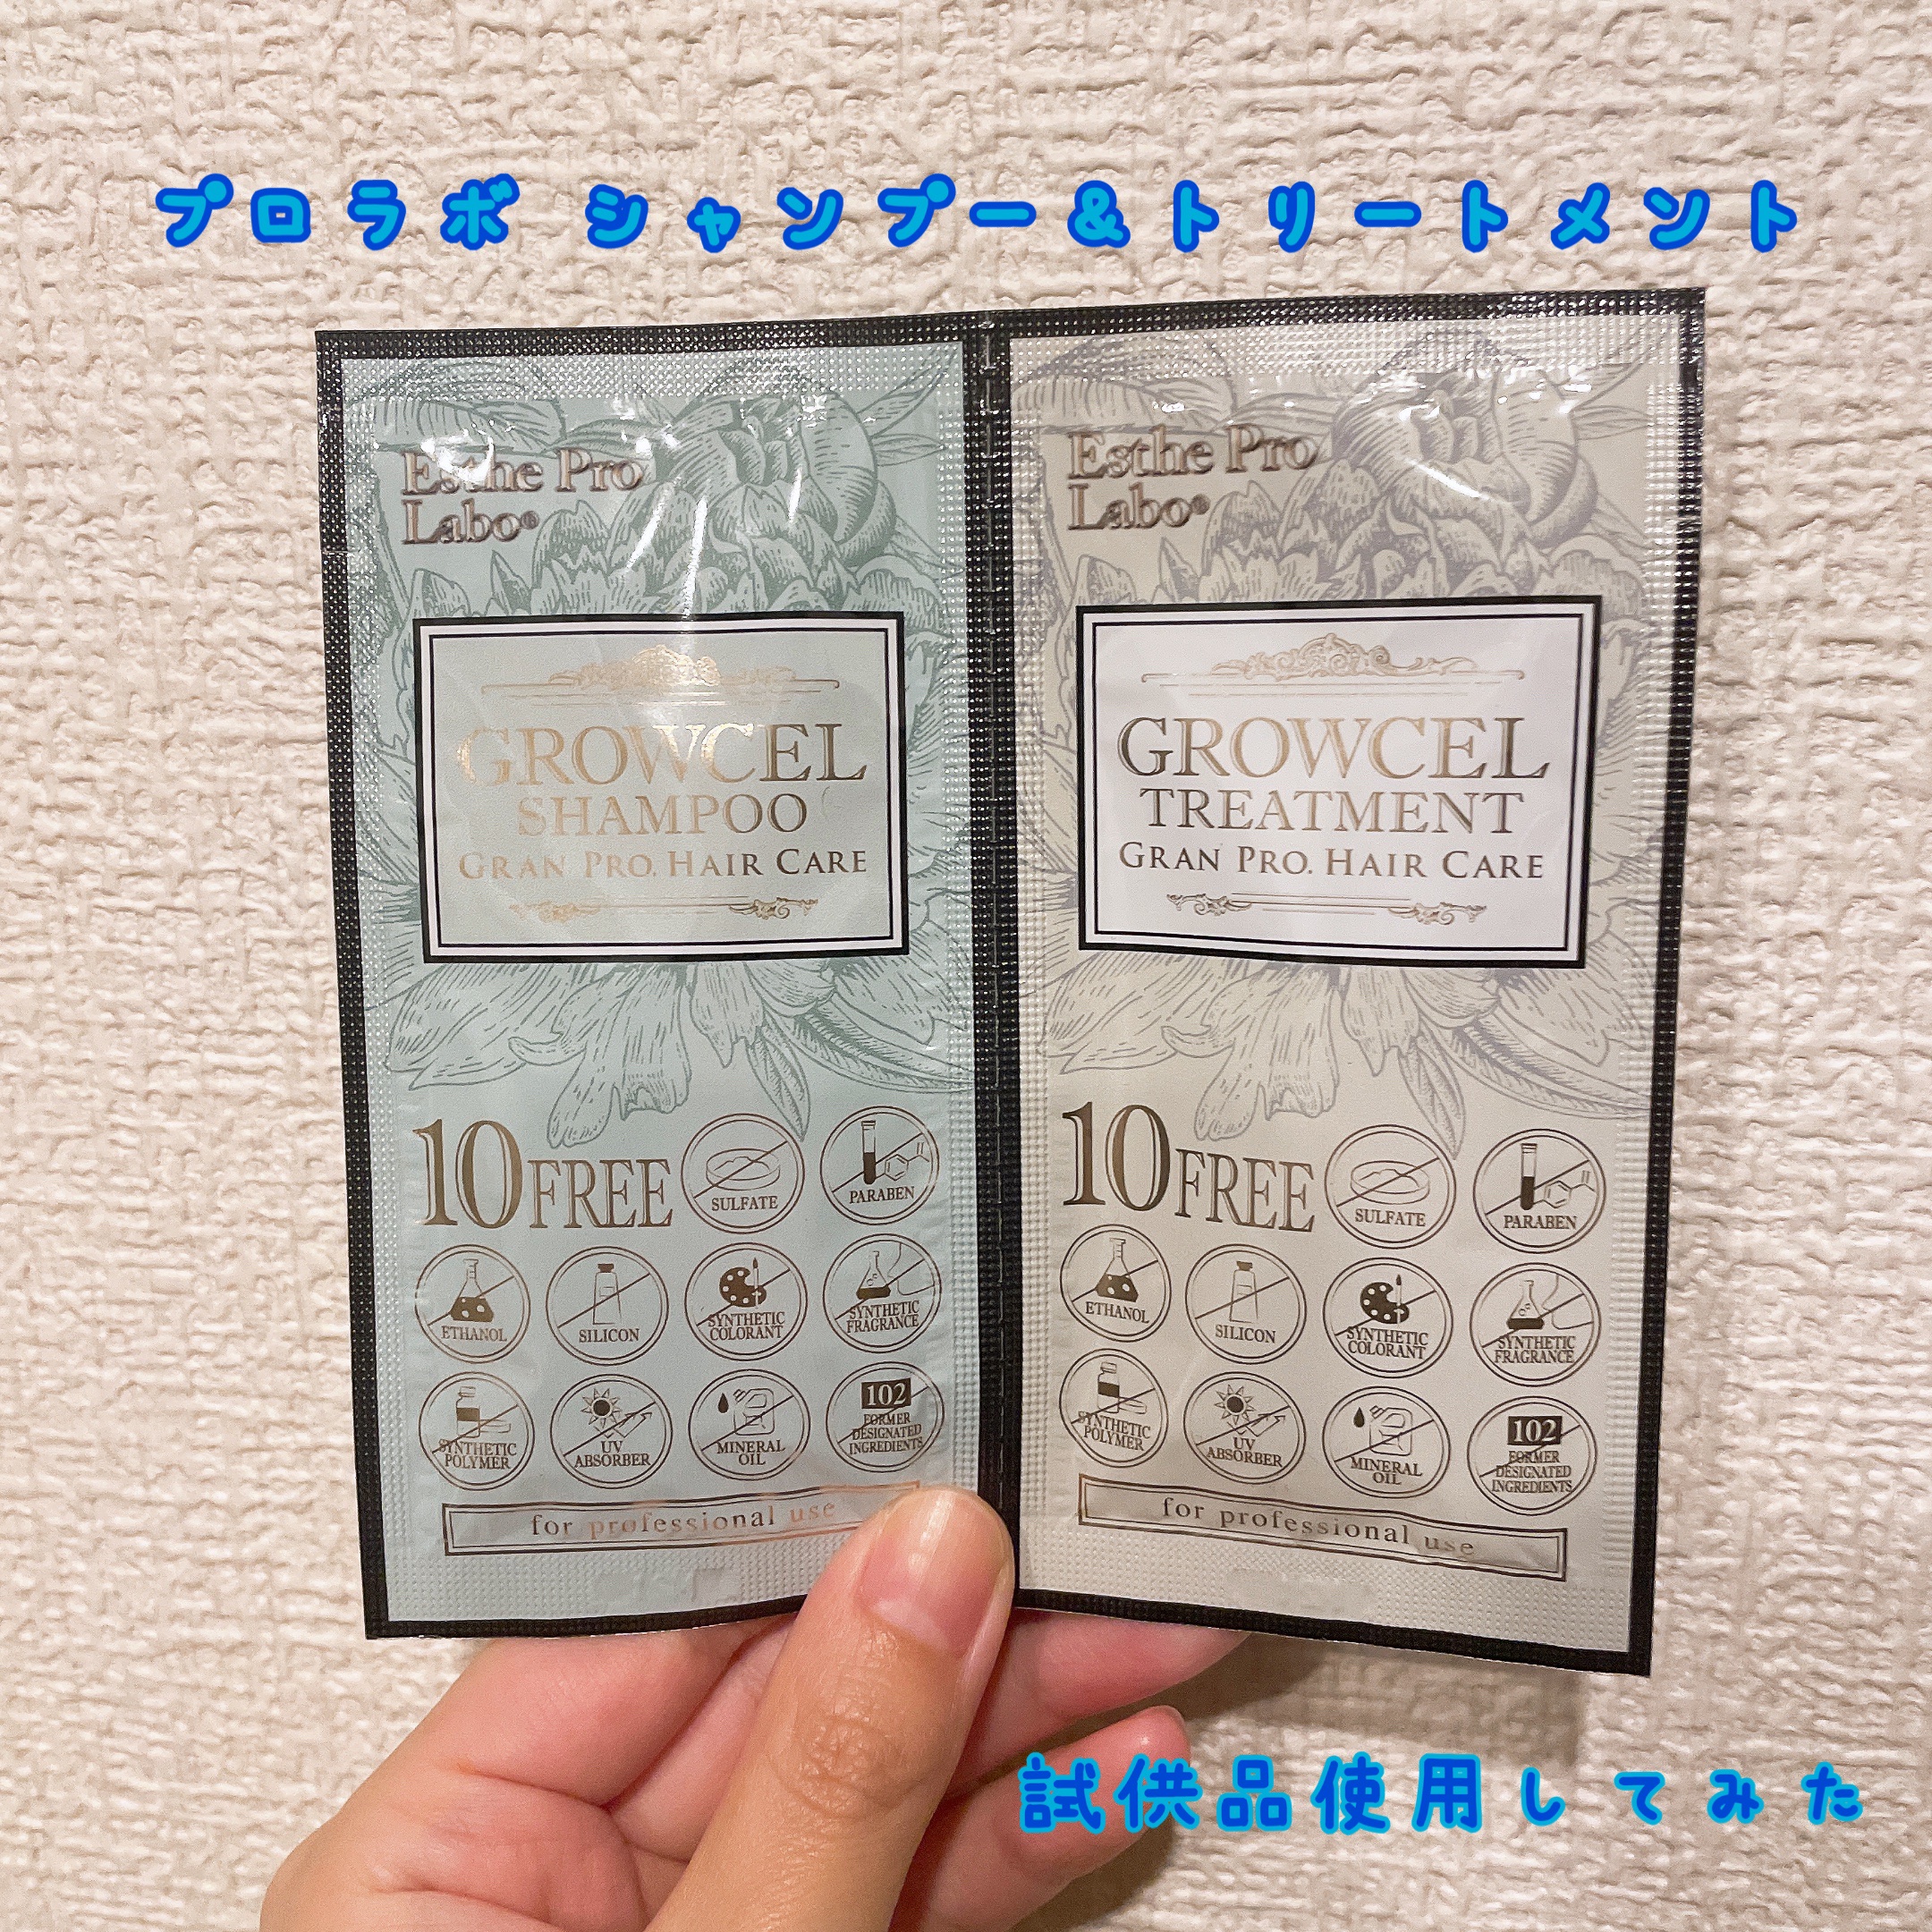 プロラボ シャンプー&トリートメント
Esthe Pro
Labo®
GROWCEL
SHAMPOO
GRAN PRO. HAIR CARE
10FREE
SULFATE
PARABEN
ETHANOL
SILICON
SYNTHETIC
COLORANT
SYNTHETIC
FRAGRANCE
SYNTHETIC
POLYMER
UV
ABSORBER
MINERAL
OIL
102
FORMER
DESIGNATED
INGREDIENTS
for professional use
Esthe Pro
Labo®
GROWCEL
TREATMENT
GRAN PRO. HAIR CARE
10FREE
SULFATE
PARABEN
ETHANOL
SILICON
SYNTHETIC
COLORANT
SYNTHETIC
FRAGRANCE
SYNTHETIC
POLYMER
UV
ABSORBER
MINERAL
OIL
102
FORMER
DESIGNATED
INGREDIENTS
for professional use
試供品使用してみた